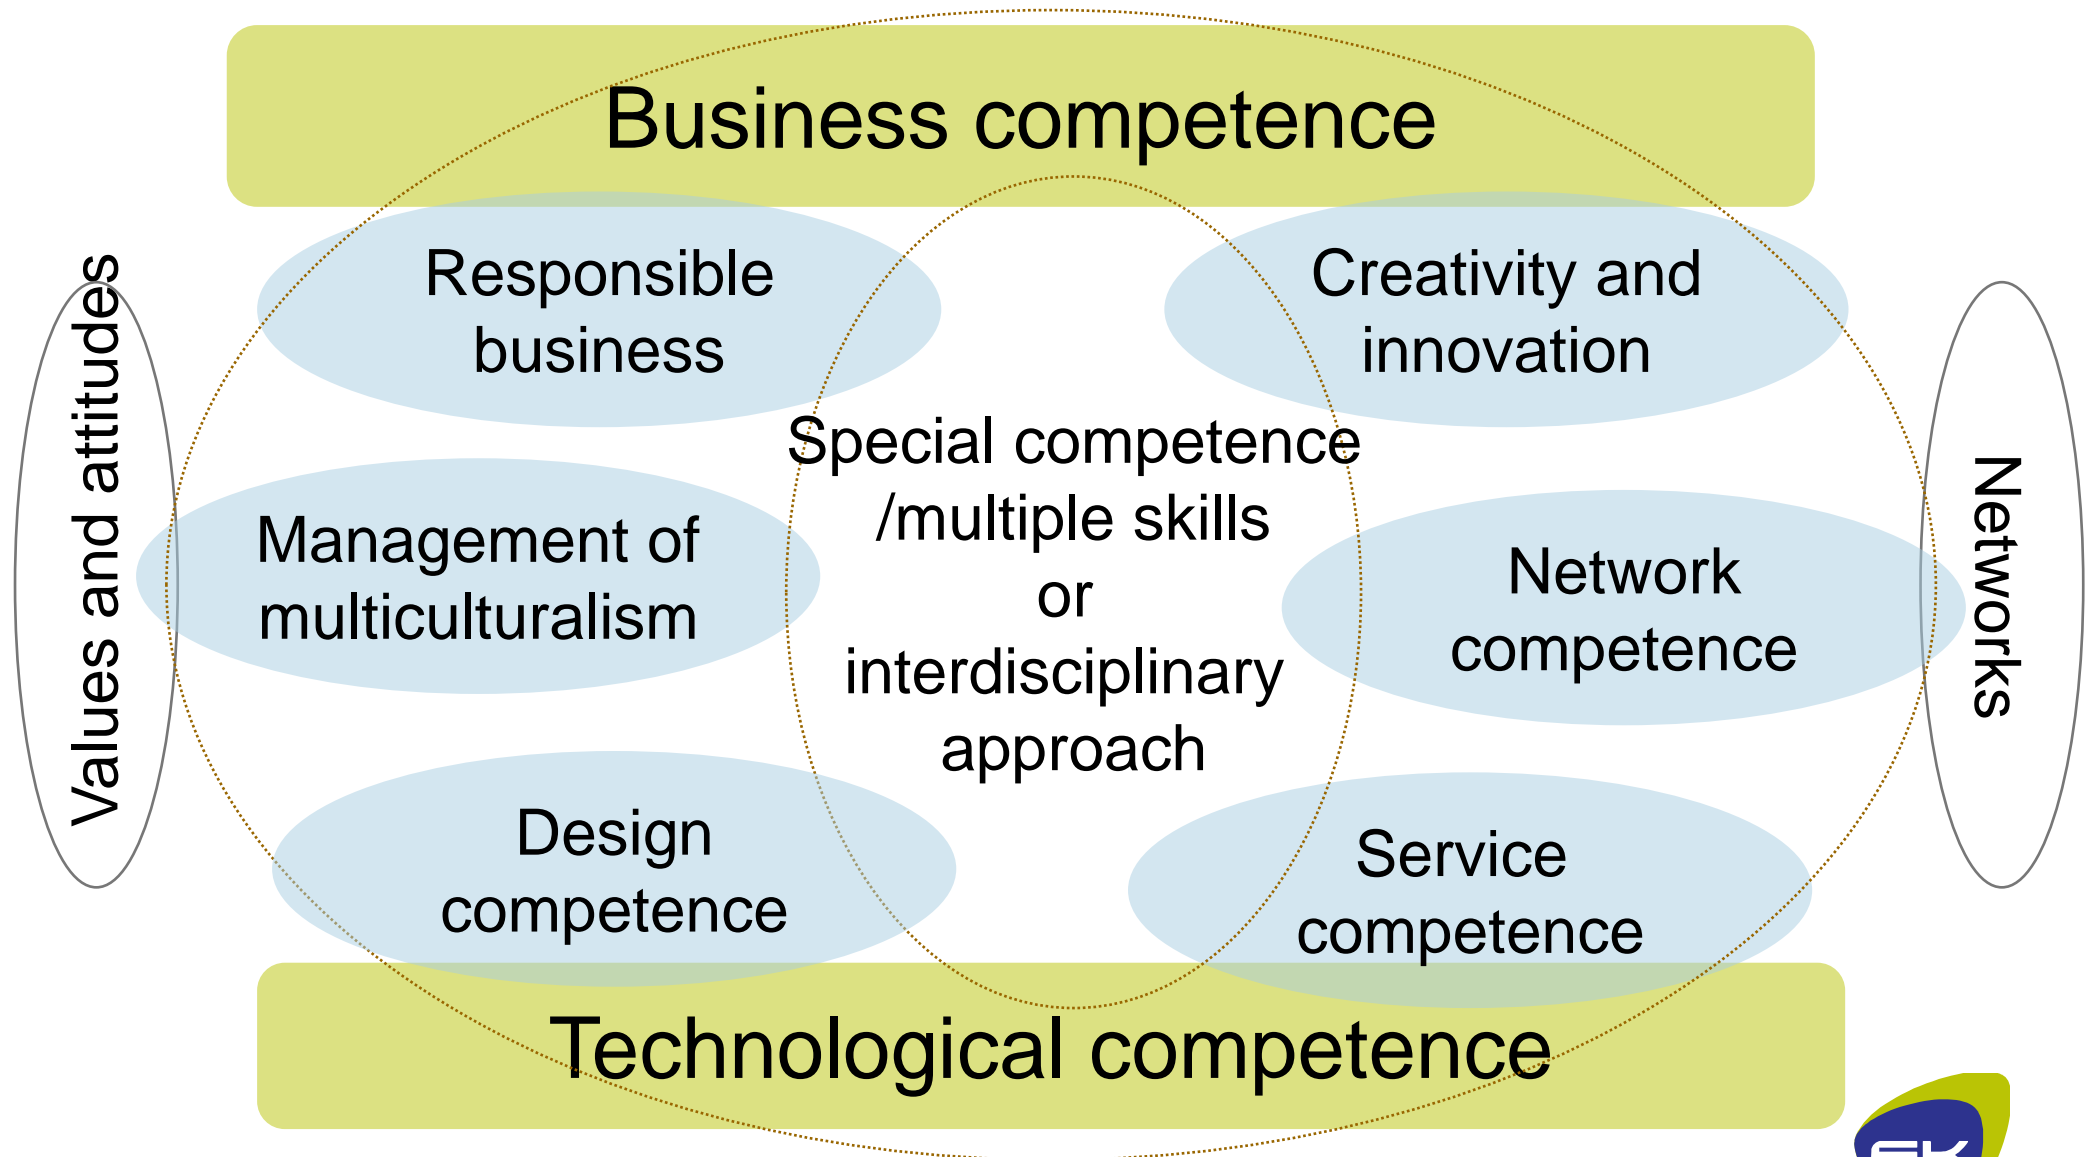 Business competence
Values and attitudes
Responsible
business
Creativity and
innovation
Special competence
/multiple skills
or
interdisciplinary
approach
Management of
multiculturalism
Network
competence
Networks
Design
competence
Service
competence
Technological competence
EK